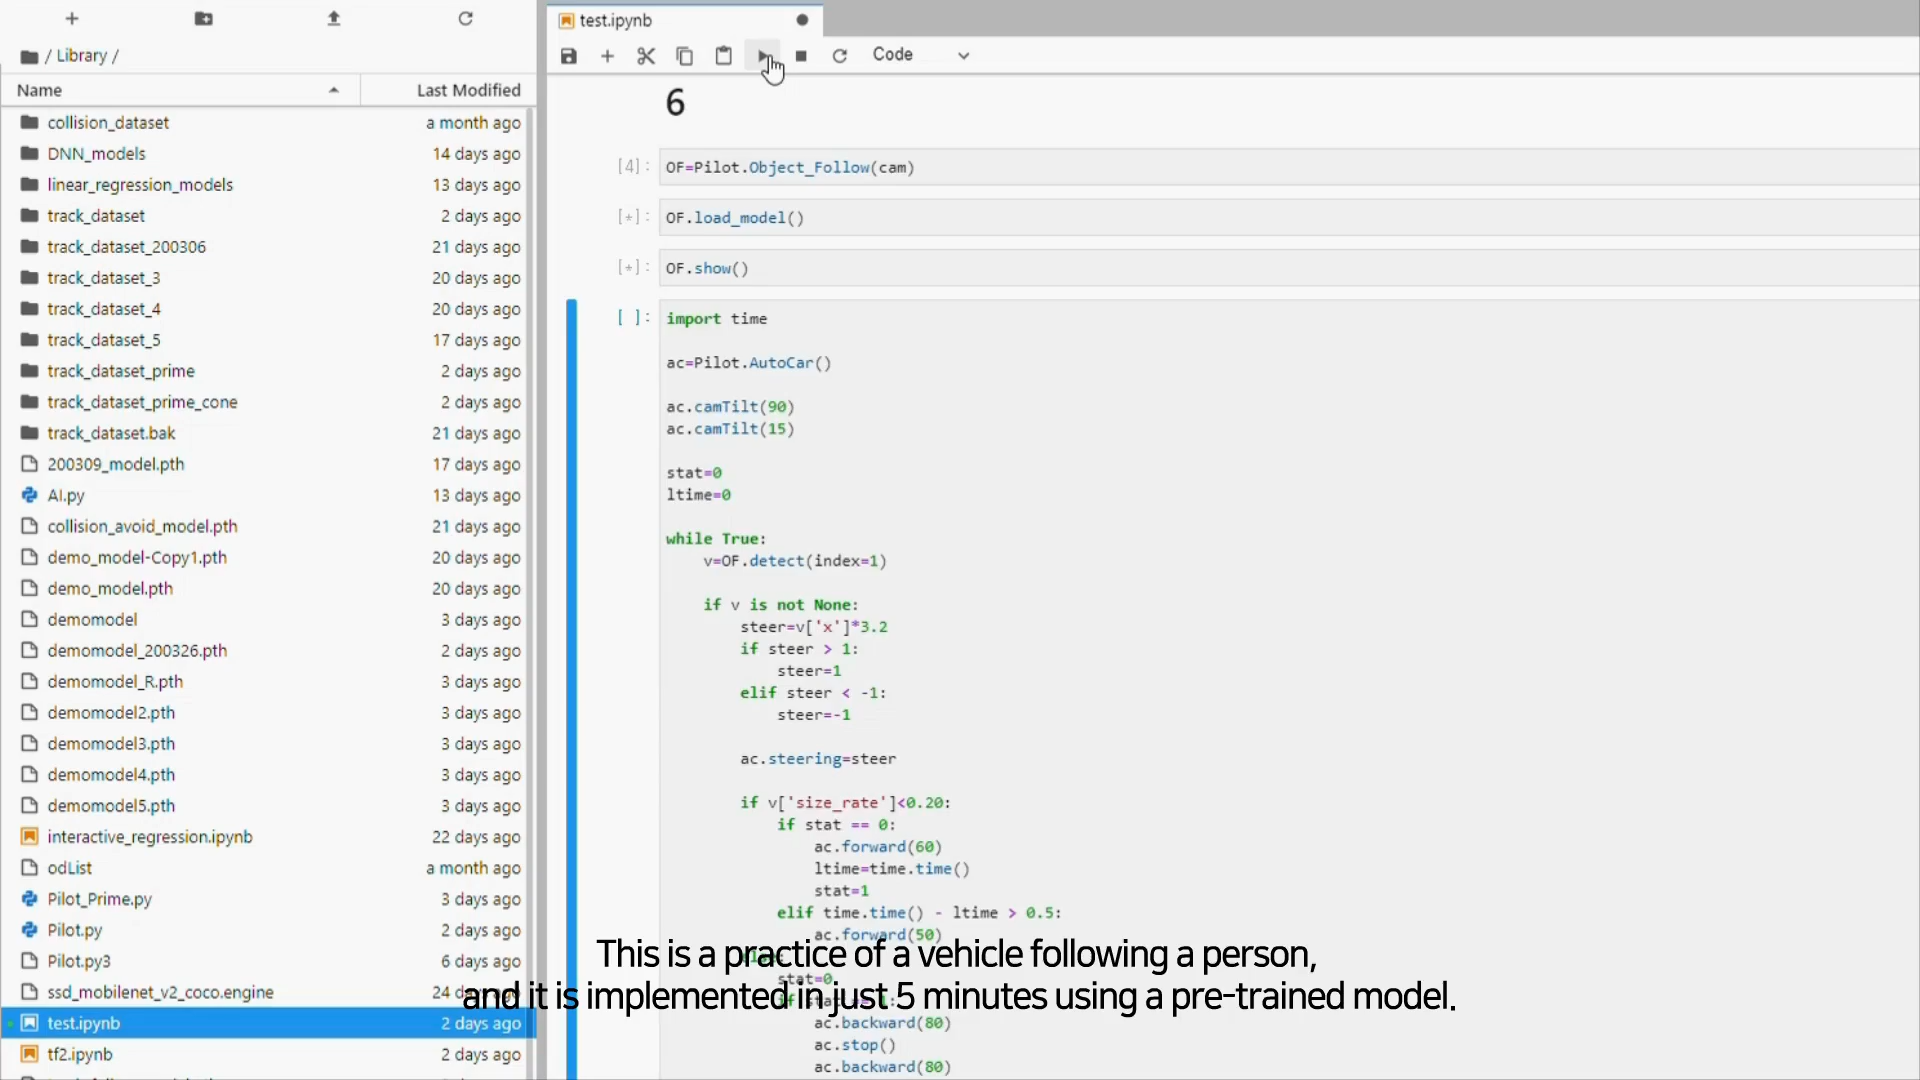 / Library /
Name
Last Modified
collision_dataset a month ago
DNN_models 14 days ago
linear_regression_models 13 days ago
track_dataset 2 days ago
track_dataset_200306 21 days ago
track_dataset_3 20 days ago
track_dataset_4 20 days ago
track_dataset_5 17 days ago
track_dataset_prime 2 days ago
track_dataset_prime_cone 2 days ago
track_dataset.bak 21 days ago
200309_model.pth 17 days ago
AI.py 13 days ago
collision_avoid_model.pth 21 days ago
demo_model-Copy1.pth 20 days ago
demo_model.pth 20 days ago
demomodel 3 days ago
demomodel_200326.pth 2 days ago
demomodel_R.pth 3 days ago
demomodel2.pth 3 days ago
demomodel3.pth 3 days ago
demomodel4.pth 3 days ago
demomodel5.pth 3 days ago
interactive_regression.ipynb 22 days ago
odList a month ago
Pilot_Prime.py 3 days ago
Pilot.py 2 days ago
Pilot.py3 6 days ago
ssd_mobilenet_v2_coco.engine 24 days ago
test.ipynb 2 days ago
tf2.ipynb 2 days ago
test.ipynb
Code
6
[4]: OF=Pilot.Object_Follow(cam)
[*]: OF.load_model()
[*]: OF.show()
[ ]: import time
ac=Pilot.AutoCar()
ac.camTilt(90)
ac.camTilt(15)
stat=0
ltime=0
while True:
v=OF.detect(index=1)
if v is not None:
steer=v['x']*3.2
if steer > 1:
steer=1
elif steer < -1:
steer=-1
ac.steering=steer
if v['size_rate']<0.20:
if stat == 0:
ac.forward(60)
ltime=time.time()
stat=1
elif time.time() - ltime > 0.5:
ac.forward(50)
stat=0
ac.backward(80)
ac.stop()
ac.backward(80)
This is a practice of a vehicle following a person,
and it is implemented in just 5 minutes using a pre-trained model.